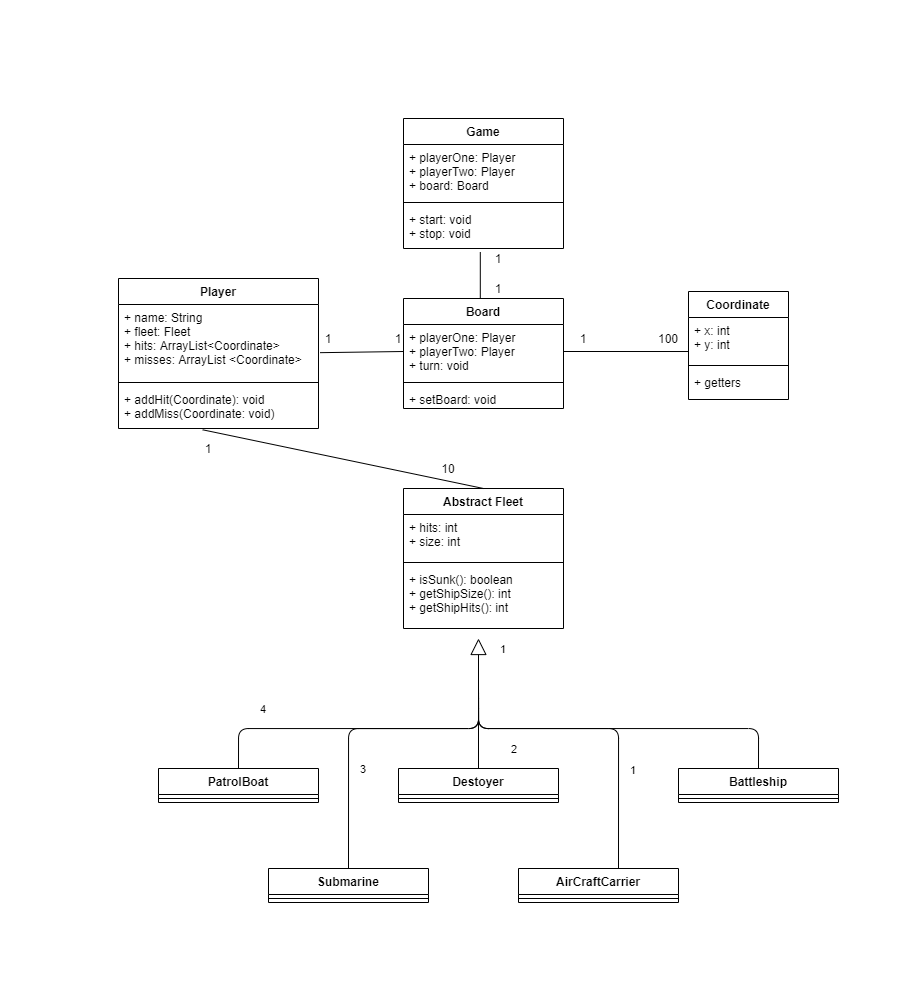 Game
+ playerOne: Player
+ playerTwo: Player
+ board: Board
+ start: void
+ stop: void
1
1
Player
+ name: String
+ fleet: Fleet
+ hits: ArrayList<Coordinate>
+ misses: ArrayList <Coordinate>
+ addHit(Coordinate): void
+ addMiss(Coordinate: void)
1
1
Board
+ playerOne: Player
+ playerTwo: Player
+ turn: void
+ setBoard: void
1
100
Coordinate
+ x: int
+ y: int
+ getters
1
10
Abstract Fleet
+ hits: int
+ size: int
+ isSunk(): boolean
+ getShipSize(): int
+ getShipHits(): int
1
4
3
2
1
PatrolBoat
Destoyer
Battleship
Submarine
AirCraftCarrier